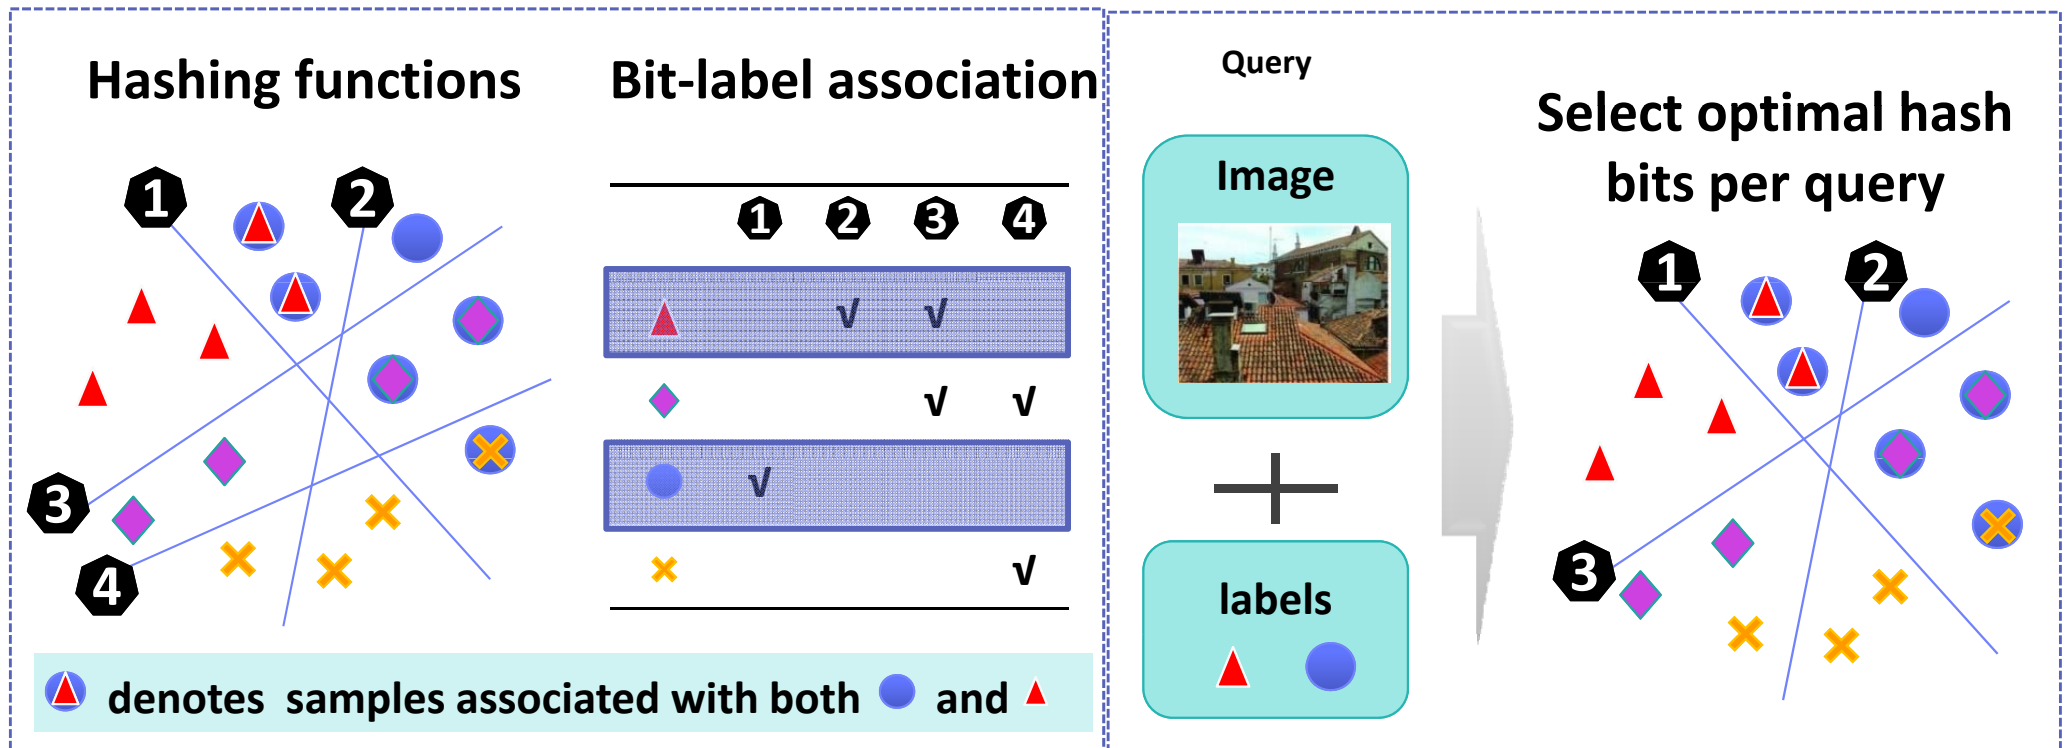 Hashing functions
1
2
3
4
Bit-label association
1 2 3 4
√ √
√ √
√
√
denotes samples associated with both and
Query
Image
labels
Select optimal hash
bits per query
1
2
3